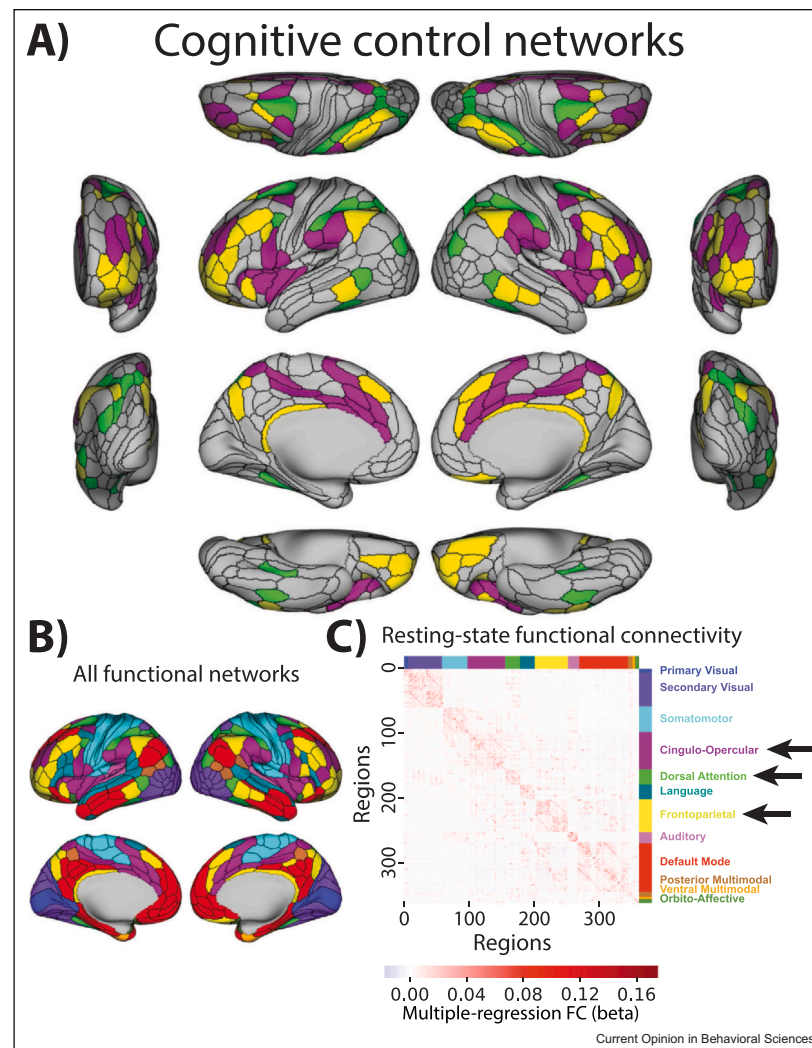 A) Cognitive control networks
B)
All functional networks
C) Resting-state functional connectivity
0
100
200
300
Regions
Primary Visual
Secondary Visual
Somatomotor
Cingulo-Opercular
Dorsal Attention
Language
Frontoparietal
Auditory
Default Mode
Posterior Multimodal
Ventral Multimodal
Orbito-Affective
0 100 200 300
Regions
0.00 0.04 0.08 0.12 0.16
Multiple-regression FC (beta)
Current Opinion in Behavioral Sciences